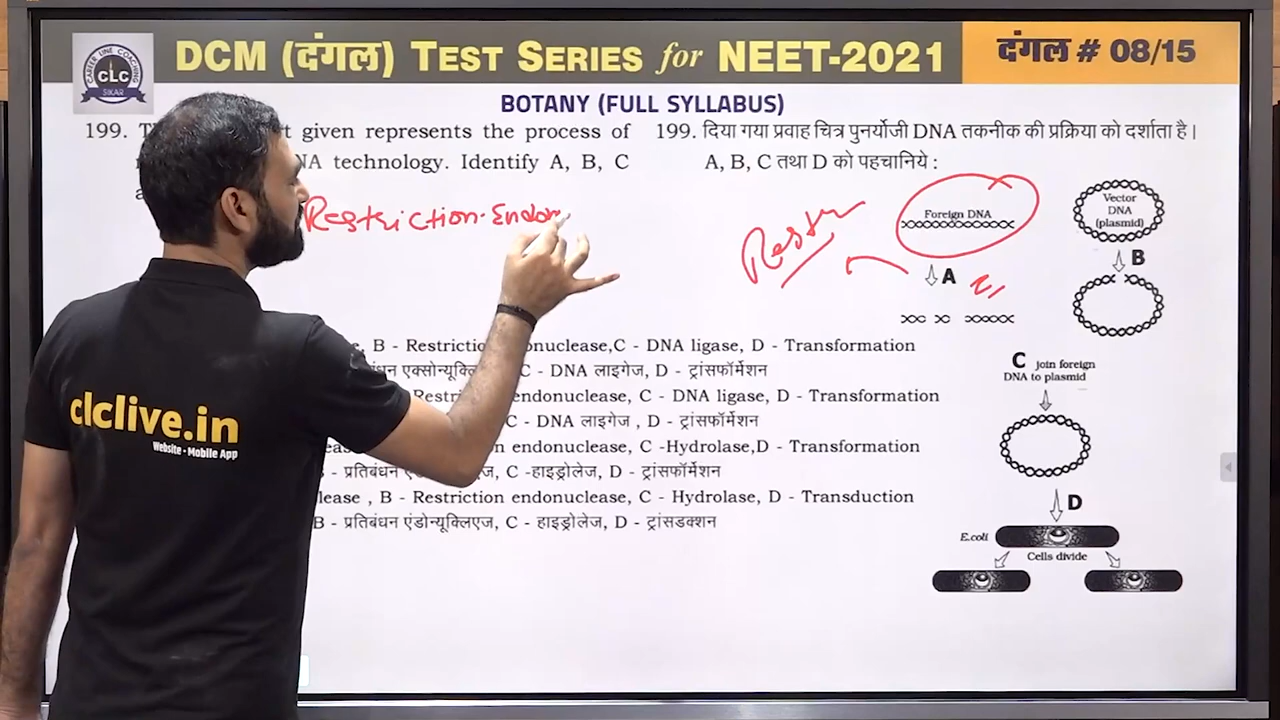 DCM (दंगल) TEST SERIES for NEET-2021
दंगल # 08/15
CAREER LINE COACHING
CLC
SIKAR
BOTANY (FULL SYLLABUS)
199. given represents the process of
technology. Identify A, B, C
Restriction-Endon
199. दिया गया प्रवाह चित्र पुनर्योजी DNA तकनीक की प्रक्रिया को दर्शाता है।
A, B, C तथा D को पहचानिये :
Foreign DNA
Vector
DNA
(plasmid)
A
B
C join foreign
DNA to plasmid
D
E.coli
Cells divide
B - Restriction C - DNA ligase, D - Transformation
C - DNA लाइगेज, D - ट्रांसफॉर्मेशन
endonuclease, C - DNA ligase, D - Transformation
C - DNA लाइगेज , D - ट्रांसफॉर्मेशन
endonuclease, C -Hydrolase,D - Transformation
- प्रतिबंधन C -हाइड्रोलेज, D - ट्रांसफॉर्मेशन
, B - Restriction endonuclease, C - Hydrolase, D - Transduction
B - प्रतिबंधन एंडोन्यूक्लिएज, C - हाइड्रोलेज, D - ट्रांसडक्शन
clclive.in
Website • Mobile App